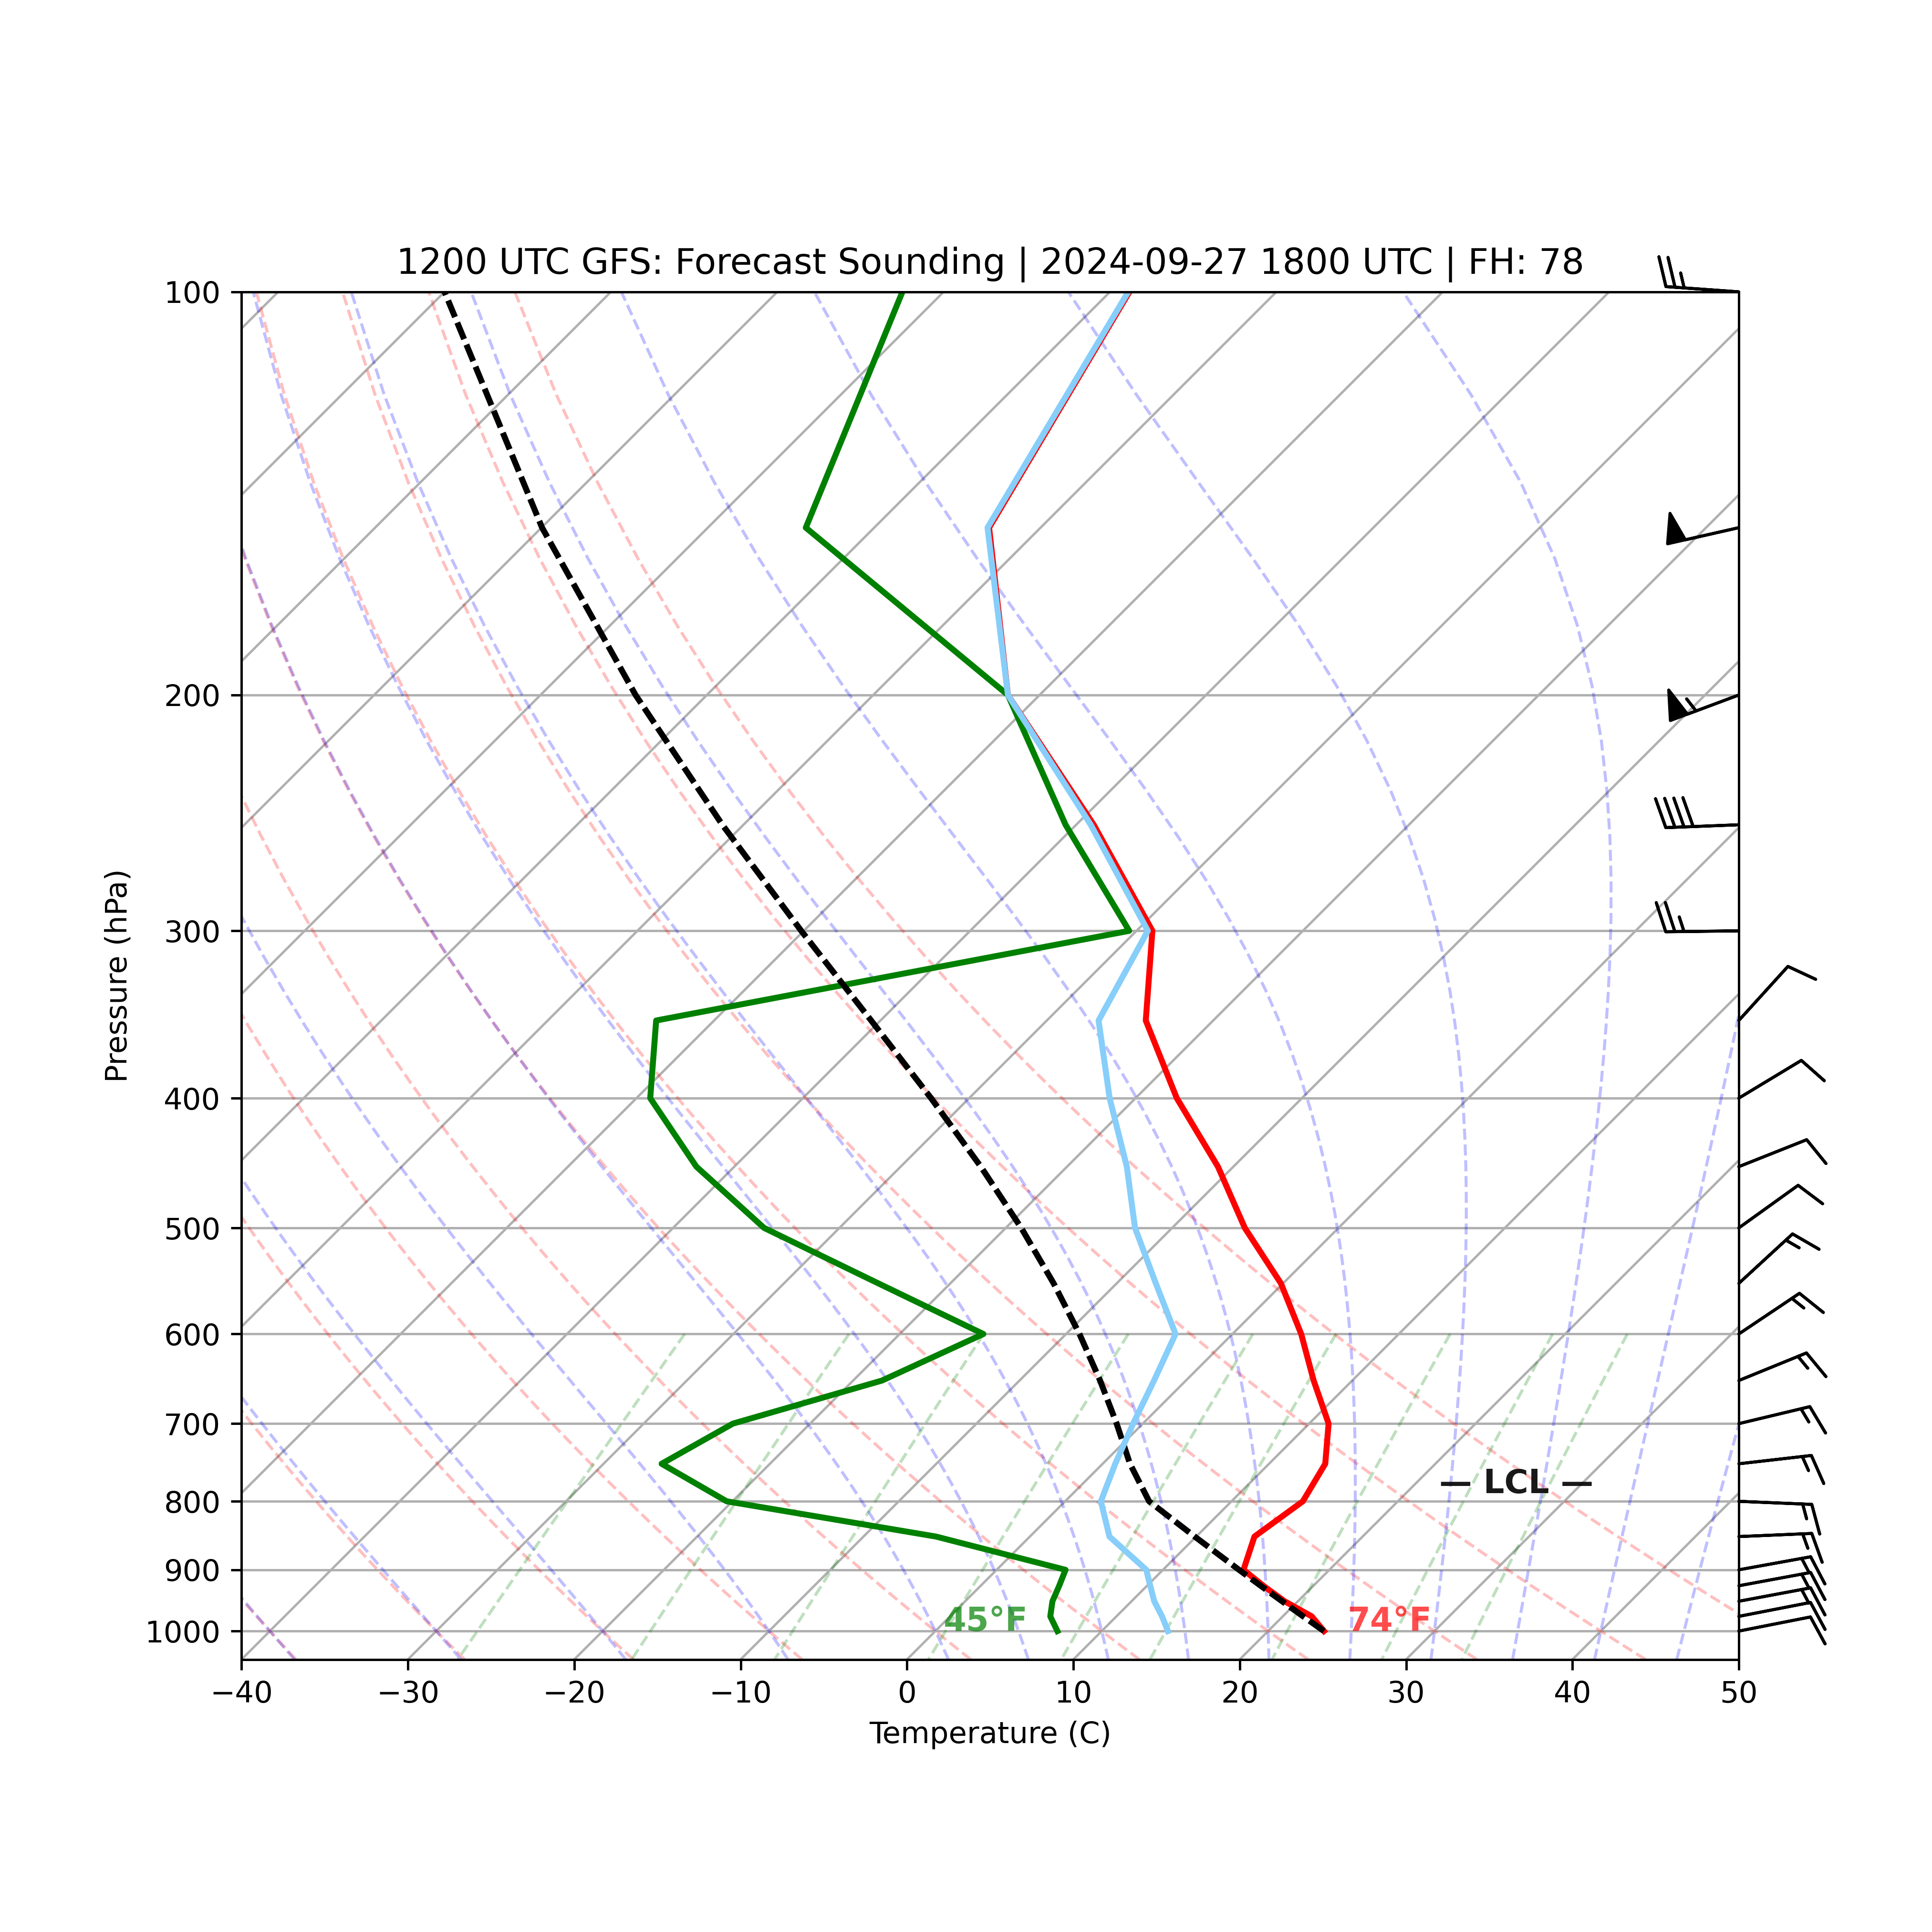 1200 UTC GFS: Forecast Sounding | 2024-09-27 1800 UTC | FH: 78
100
200
300
400
500
600
700
800
900
1000
Pressure (hPa)
— LCL —
45°F
74°F
−40 −30 −20 −10 0 10 20 30 40 50
Temperature (C)